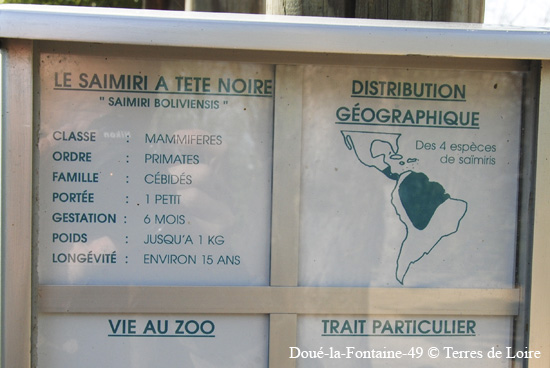 LE SAIMIRI A TETE NOIRE
" SAIMIRI BOLIVIENSIS "
CLASSE : MAMMIFERES
ORDRE : PRIMATES
FAMILLE : CÉBIDÉS
PORTÉE : 1 PETIT
GESTATION : 6 MOIS
POIDS : JUSQU'A 1 KG
LONGÉVITÉ : ENVIRON 15 ANS
DISTRIBUTION
GÉOGRAPHIQUE
Des 4 espèces
de saïmiris
VIE AU ZOO
TRAIT PARTICULIER
Doué-la-Fontaine-49 © Terres de Loire